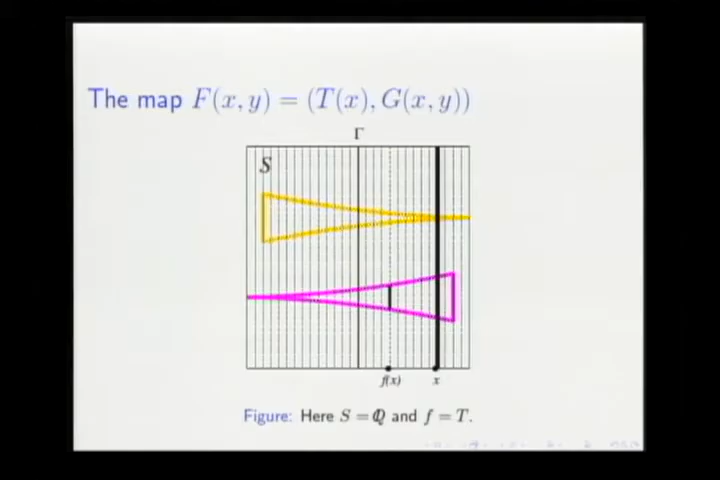 The map F(x, y) = (T(x), G(x, y))
Γ
S
f(x) x
Figure: Here S = Q and f = T.